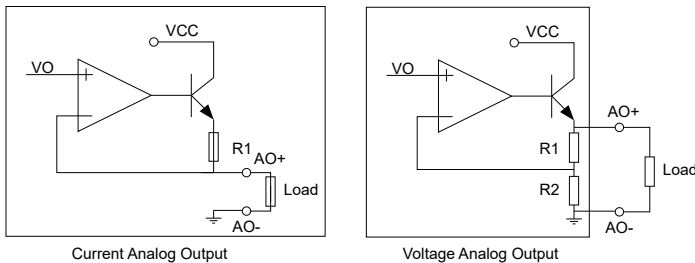 VCC
VO
R1
AO+
Load
AO-
Current Analog Output
VCC
VO
AO+
R1
Load
R2
AO-
Voltage Analog Output